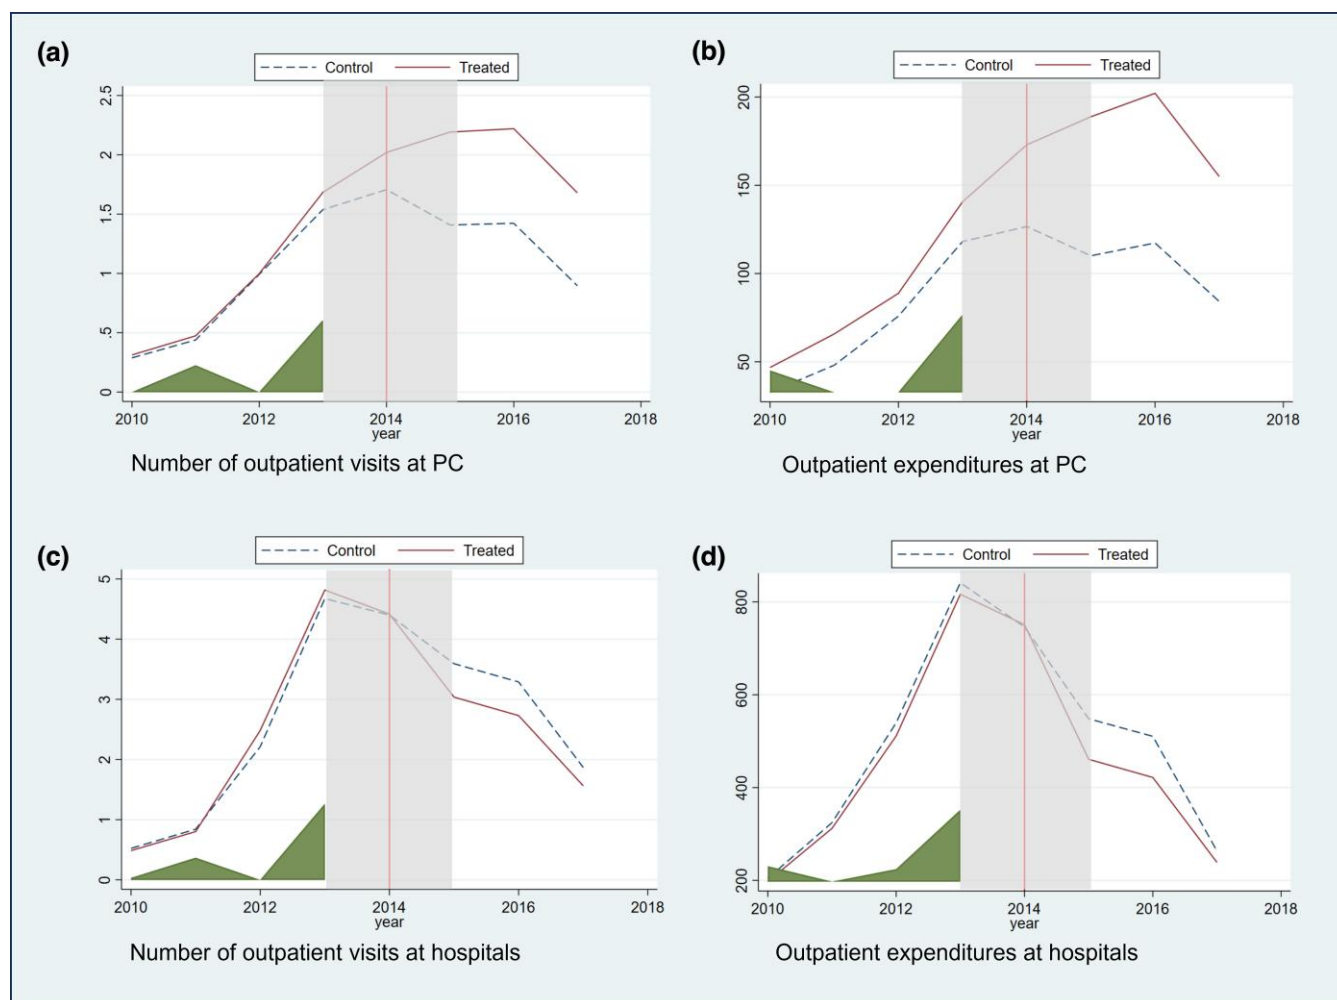 (a)
Control Treated
2.5
2
1.5
1
.5
0
2010 2012 2014 2016 2018
year
Number of outpatient visits at PC
(b)
Control Treated
200
150
100
50
2010 2012 2014 2016 2018
year
Outpatient expenditures at PC
(c)
Control Treated
5
4
3
2
1
0
2010 2012 2014 2016 2018
year
Number of outpatient visits at hospitals
(d)
Control Treated
800
600
400
200
2010 2012 2014 2016 2018
year
Outpatient expenditures at hospitals